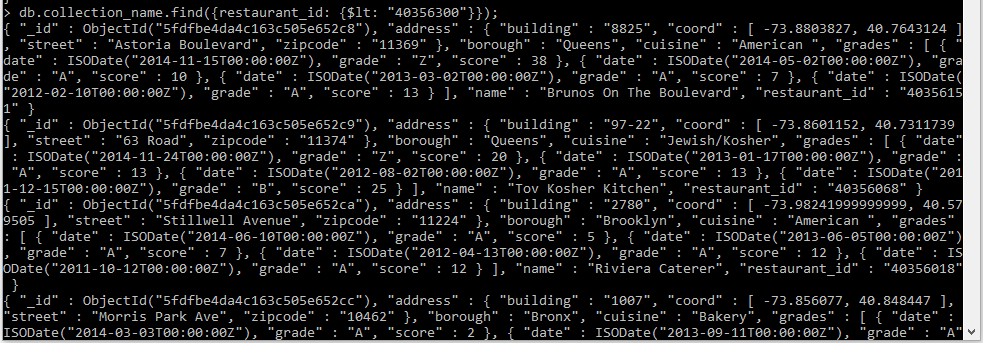 > db.collection_name.find({restaurant_id: {$lt: "40356300"}});
{ "_id" : ObjectId("5fdfbe4da4c163c505e652c8"), "address" : { "building" : "8825", "coord" : [ -73.8803827, 40.7643124 ]
, "street" : "Astoria Boulevard", "zipcode" : "11369" }, "borough" : "Queens", "cuisine" : "American ", "grades" : [ { "
date" : ISODate("2014-11-15T00:00:00Z"), "grade" : "Z", "score" : 38 }, { "date" : ISODate("2014-05-02T00:00:00Z"), "gra
de" : "A", "score" : 10 }, { "date" : ISODate("2013-03-02T00:00:00Z"), "grade" : "A", "score" : 7 }, { "date" : ISODate(
"2012-02-10T00:00:00Z"), "grade" : "A", "score" : 13 } ], "name" : "Brunos On The Boulevard", "restaurant_id" : "4035615
1" }
{ "_id" : ObjectId("5fdfbe4da4c163c505e652c9"), "address" : { "building" : "97-22", "coord" : [ -73.8601152, 40.7311739
], "street" : "63 Road", "zipcode" : "11374" }, "borough" : "Queens", "cuisine" : "Jewish/Kosher", "grades" : [ { "date"
 : ISODate("2014-11-24T00:00:00Z"), "grade" : "Z", "score" : 20 }, { "date" : ISODate("2013-01-17T00:00:00Z"), "grade" :
"A", "score" : 13 }, { "date" : ISODate("2012-08-02T00:00:00Z"), "grade" : "A", "score" : 13 }, { "date" : ISODate("201
1-12-15T00:00:00Z"), "grade" : "B", "score" : 25 } ], "name" : "Tov Kosher Kitchen", "restaurant_id" : "40356068" }
{ "_id" : ObjectId("5fdfbe4da4c163c505e652ca"), "address" : { "building" : "2780", "coord" : [ -73.98241999999999, 40.57
9505 ], "street" : "Stillwell Avenue", "zipcode" : "11224" }, "borough" : "Brooklyn", "cuisine" : "American ", "grades"
: [ { "date" : ISODate("2014-06-10T00:00:00Z"), "grade" : "A", "score" : 5 }, { "date" : ISODate("2013-06-05T00:00:00Z")
, "grade" : "A", "score" : 7 }, { "date" : ISODate("2012-04-13T00:00:00Z"), "grade" : "A", "score" : 12 }, { "date" : IS
ODate("2011-10-12T00:00:00Z"), "grade" : "A", "score" : 12 } ], "name" : "Riviera Caterer", "restaurant_id" : "40356018"
 }
{ "_id" : ObjectId("5fdfbe4da4c163c505e652cc"), "address" : { "building" : "1007", "coord" : [ -73.856077, 40.848447 ],
"street" : "Morris Park Ave", "zipcode" : "10462" }, "borough" : "Bronx", "cuisine" : "Bakery", "grades" : [ { "date" :
ISODate("2014-03-03T00:00:00Z"), "grade" : "A", "score" : 2 }, { "date" : ISODate("2013-09-11T00:00:00Z"), "grade" : "A"